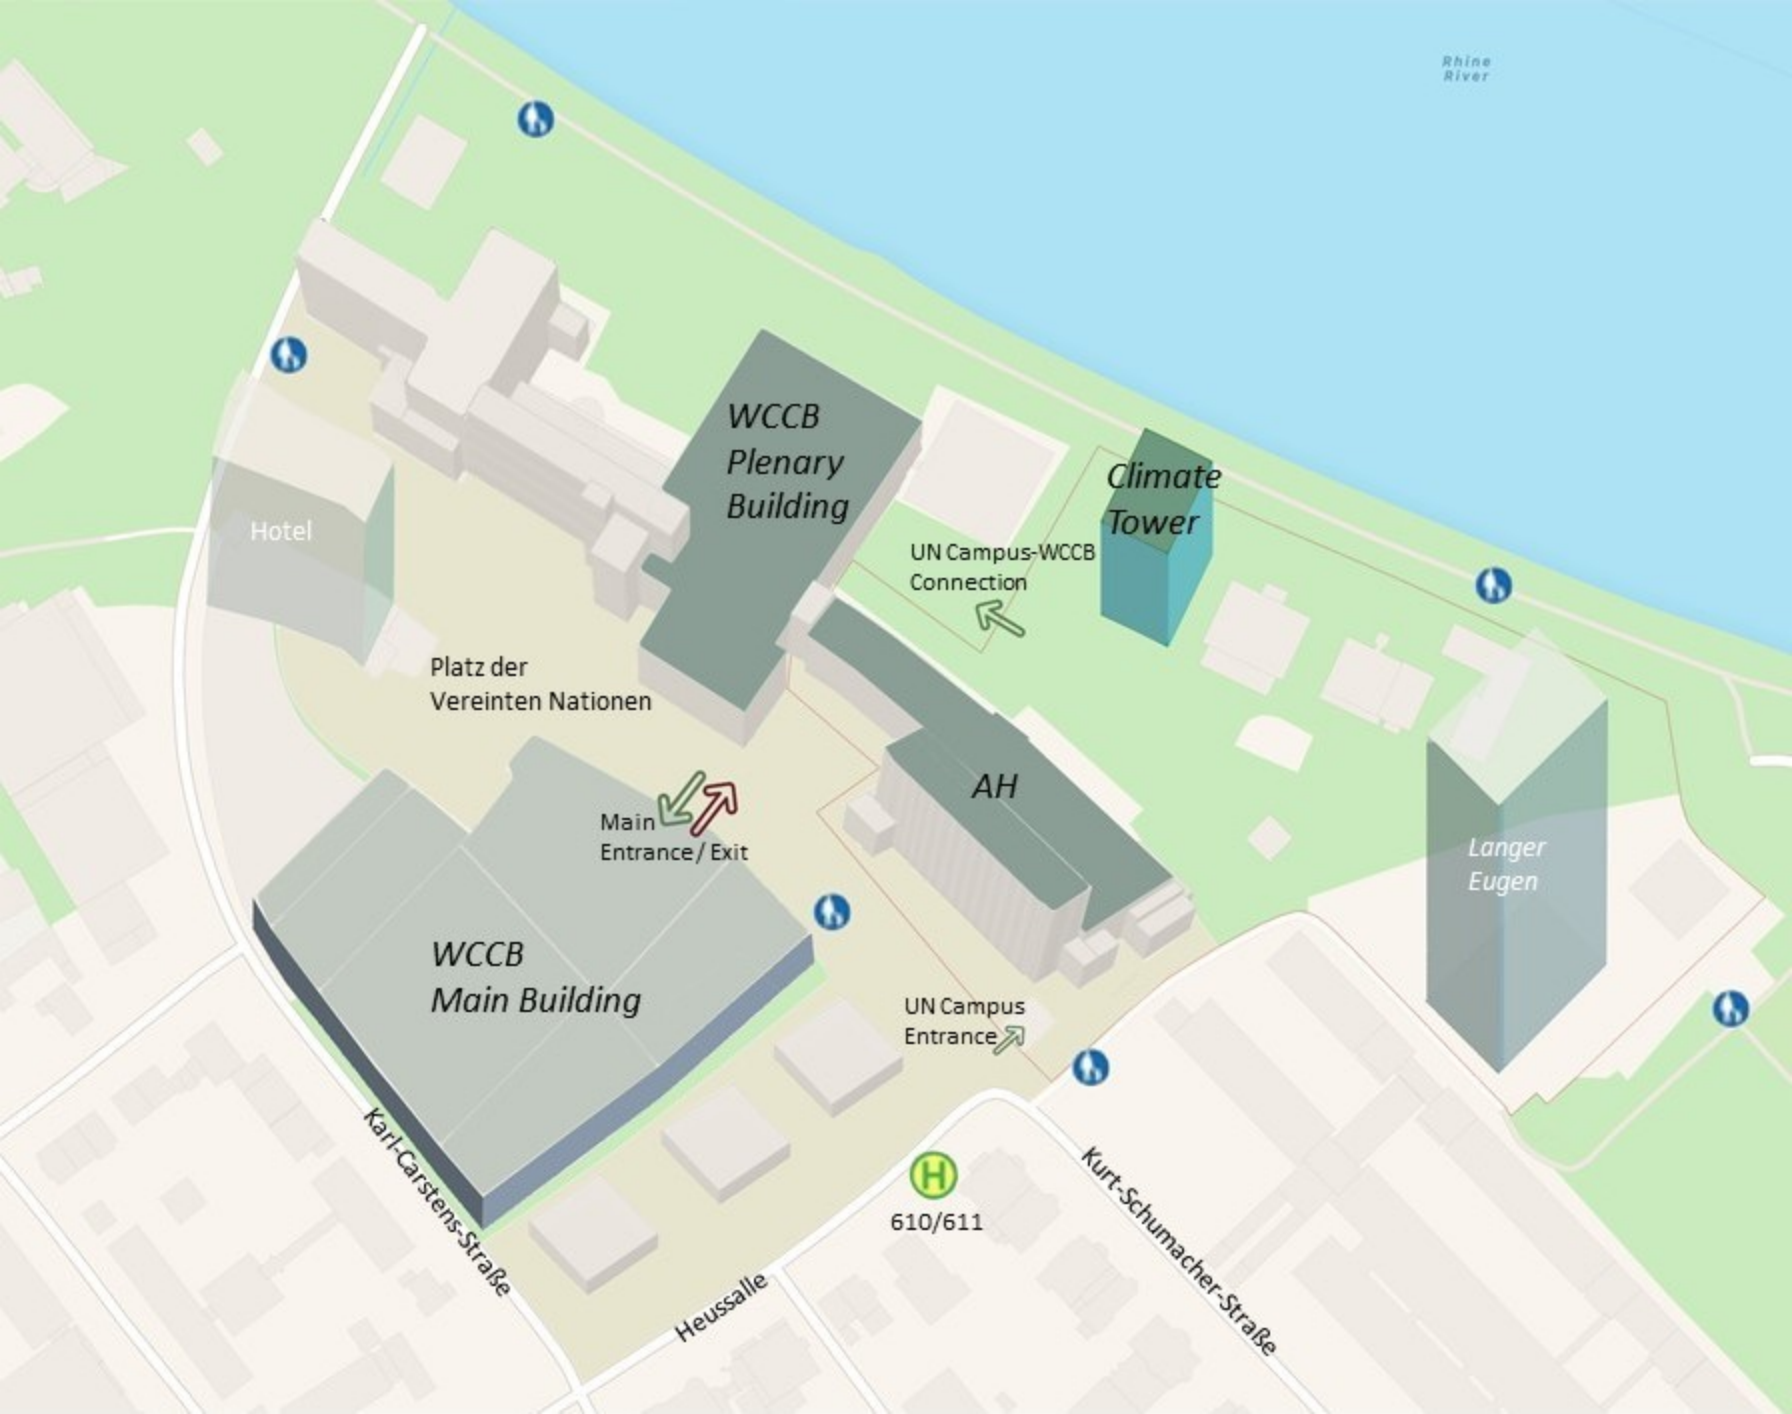 Rhine
River
WCCB
Plenary
Building
Climate
Tower
Hotel
UN Campus-WCCB
Connection
Platz der
Vereinten Nationen
AH
Main
Entrance / Exit
Langer
Eugen
WCCB
Main Building
UN Campus
Entrance
H
610/611
Karl-Carstens-Straße
Kurt-Schumacher-Straße
Heussalle